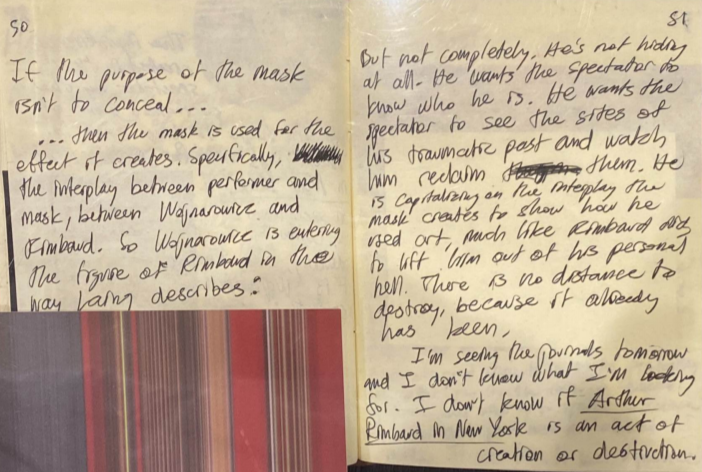 50
If the purpose of the mask
isn't to conceal...
...then the mask is used for the
effect it creates. Specifically,
the interplay between performer and
mask, between Wojnarowicz and
Rimbaud. So Wojnarowicz is entering
the figure of Rimbaud in the
way Laing describes:
51
But not completely. He's not hiding
at all. He wants the spectator to
know who he is. He wants the
spectator to see the sites of
his traumatic past and watch
him reclaim them. He
is capitalizing on the interplay the
mask creates to show how he
used art, much like Rimbaud did,
to lift him out of his personal
hell. There is no distance to
destroy, because it already
has been.
I'm seeing the journals tomorrow
and I don't know what I'm looking
for. I don't know if Arthur
Rimbaud in New York is an act of
creation or destruction.